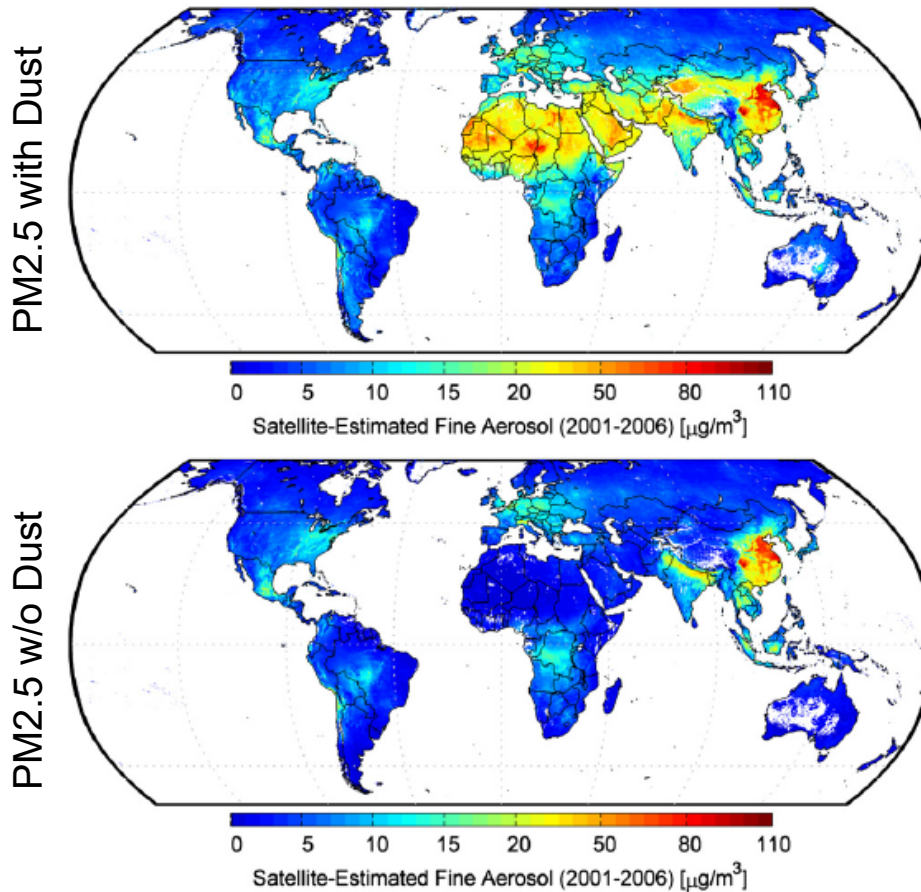 PM2.5 with Dust
0 5 10 15 20 50 80 110
Satellite-Estimated Fine Aerosol (2001-2006) [μg/m³]
PM2.5 w/o Dust
0 5 10 15 20 50 80 110
Satellite-Estimated Fine Aerosol (2001-2006) [μg/m³]